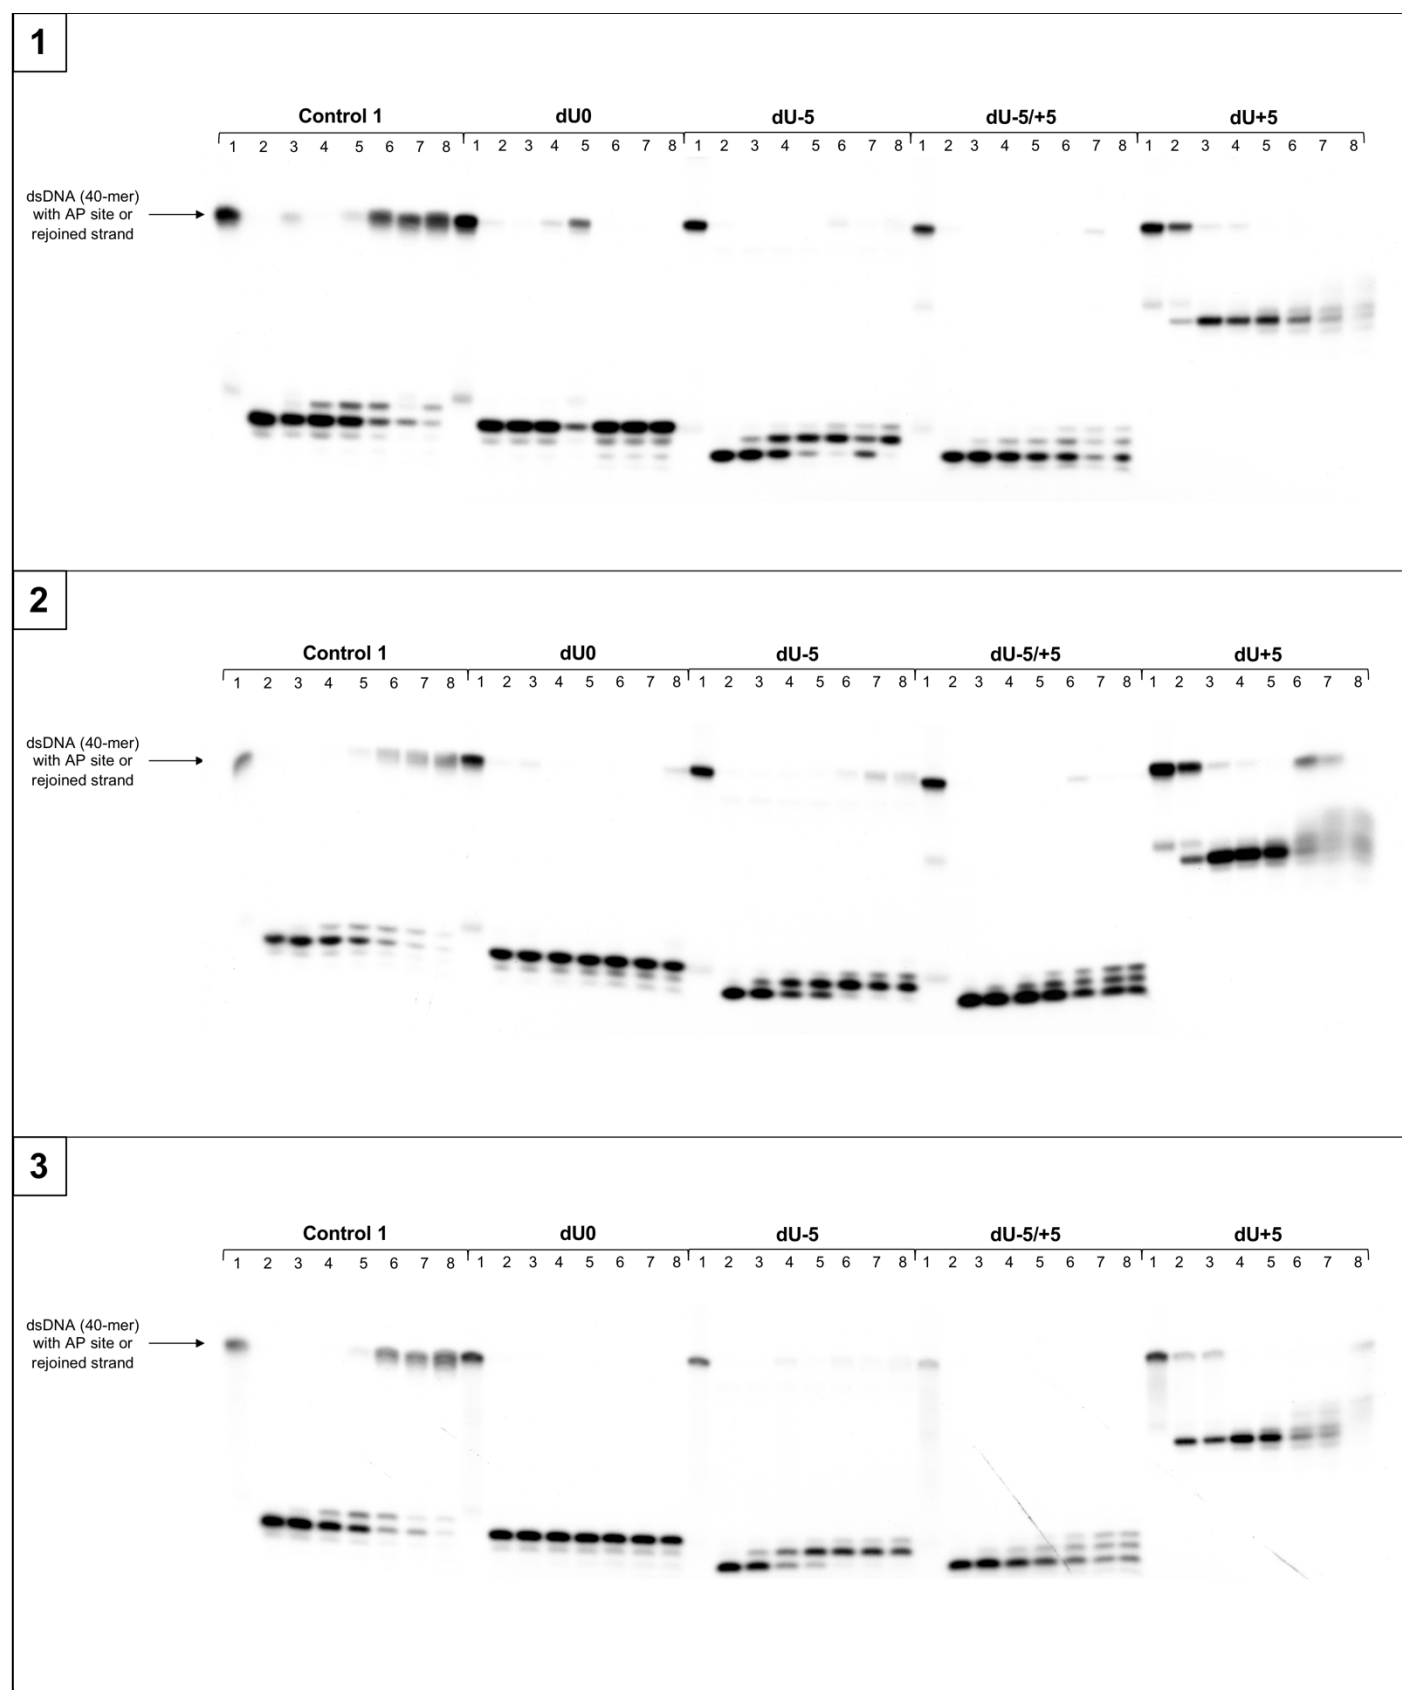 1
Control 1 dU0 dU-5 dU-5/+5 dU+5
1 2 3 4 5 6 7 8 1 2 3 4 5 6 7 8 1 2 3 4 5 6 7 8 1 2 3 4 5 6 7 8 1 2 3 4 5 6 7 8
dsDNA (40-mer)
with AP site or
rejoined strand
2
Control 1 dU0 dU-5 dU-5/+5 dU+5
1 2 3 4 5 6 7 8 1 2 3 4 5 6 7 8 1 2 3 4 5 6 7 8 1 2 3 4 5 6 7 8 1 2 3 4 5 6 7 8
dsDNA (40-mer)
with AP site or
rejoined strand
3
Control 1 dU0 dU-5 dU-5/+5 dU+5
1 2 3 4 5 6 7 8 1 2 3 4 5 6 7 8 1 2 3 4 5 6 7 8 1 2 3 4 5 6 7 8 1 2 3 4 5 6 7 8
dsDNA (40-mer)
with AP site or
rejoined strand